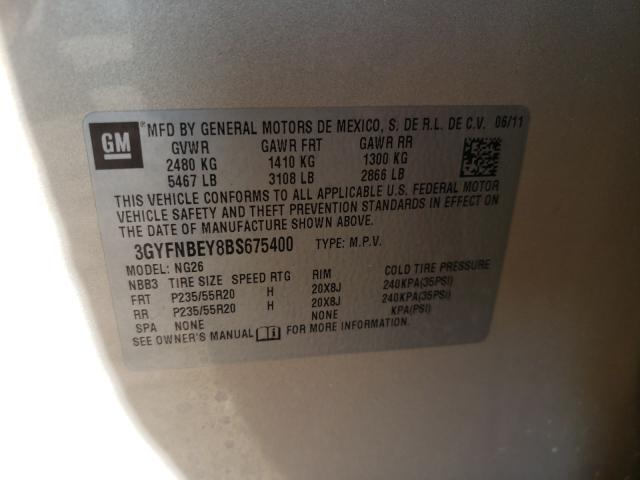 GM ® MFD BY GENERAL MOTORS DE MEXICO, S. DE R.L. DE C.V. 06/11
GVWR GAWR FRT GAWR RR
2480 KG 1410 KG 1300 KG
5467 LB 3108 LB 2866 LB
THIS VEHICLE CONFORMS TO ALL APPLICABLE U.S. FEDERAL MOTOR
VEHICLE SAFETY AND THEFT PREVENTION STANDARDS IN EFFECT ON
THE DATE OF MANUFACTURE SHOWN ABOVE.
3GYFNBEY8BS675400 TYPE: M.P.V.
MODEL: NG26
NBB3 TIRE SIZE SPEED RTG RIM COLD TIRE PRESSURE
FRT P235/55R20 H 20X8J 240KPA(35PSI)
RR P235/55R20 H 20X8J 240KPA(35PSI)
SPA NONE NONE KPA(PSI)
SEE OWNER'S MANUAL i FOR MORE INFORMATION.